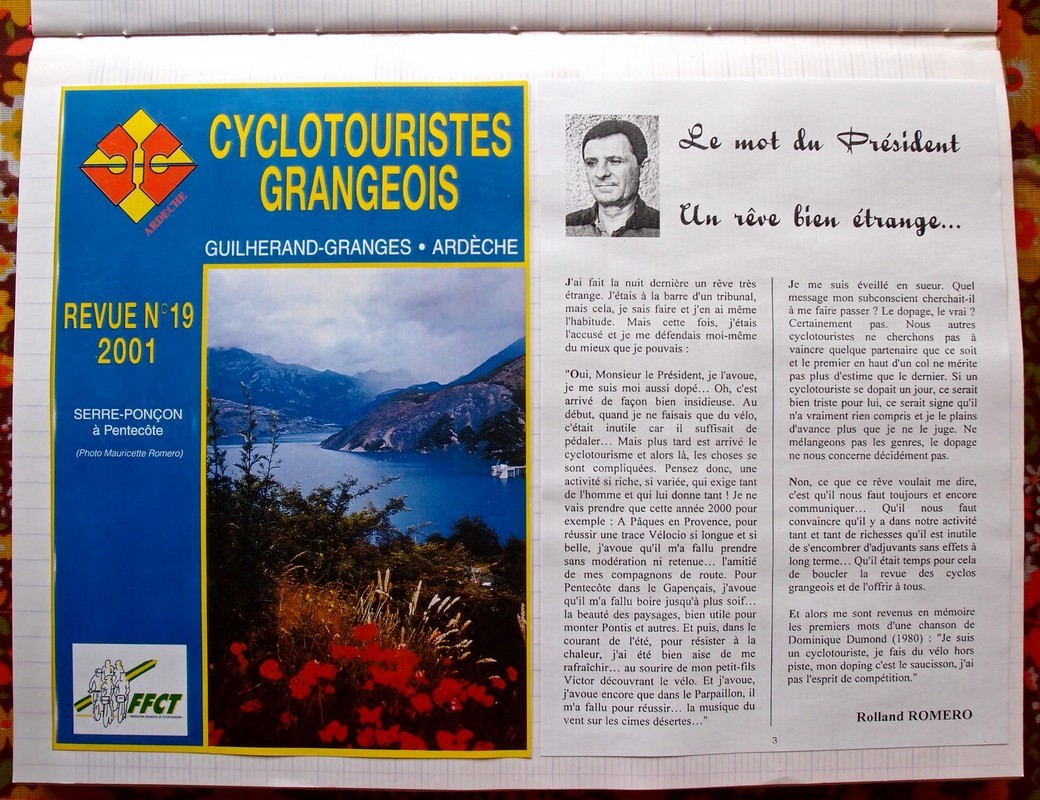 CYCLOTOURISTES
GRANGEOIS
ARDÈCHE
GUILHERAND-GRANGES • ARDÈCHE
REVUE N°19
2001
SERRE-PONÇON
à Pentecôte
(Photo Mauricette Romero)
FFCT
Le mot du Président
Un rêve bien étrange...
J'ai fait la nuit dernière un rêve très
étrange. J'étais à la barre d'un tribunal,
mais cela, je sais faire et j'en ai même
l'habitude. Mais cette fois, j'étais
l'accusé et je me défendais moi-même
du mieux que je pouvais :
"Oui, Monsieur le Président, je l'avoue,
je me suis moi aussi dopé... Oh, c'est
arrivé de façon bien insidieuse. Au
début, quand je ne faisais que du vélo,
c'était inutile car il suffisait de
pédaler... Mais plus tard est arrivé le
cyclotourisme et alors là, les choses se
sont compliquées. Pensez donc, une
activité si riche, si variée, qui exige tant
de l'homme et qui lui donne tant ! Je ne
vais prendre que cette année 2000 pour
exemple : A Pâques en Provence, pour
réussir une trace Vélocio si longue et si
belle, j'avoue qu'il m'a fallu prendre
sans modération ni retenue... l'amitié
de mes compagnons de route. Pour
Pentecôte dans le Gapençais, j'avoue
qu'il m'a fallu boire jusqu'à plus soif...
la beauté des paysages, bien utile pour
monter Pontis et autres. Et puis, dans le
courant de l'été, pour résister à la
chaleur, j'ai été bien aise de me
rafraîchir... au sourire de mon petit-fils
Victor découvrant le vélo. Et j'avoue,
j'avoue encore que dans le Parpaillon, il
m'a fallu pour réussir... la musique du
vent sur les cimes désertes..."
Je me suis éveillé en sueur. Quel
message mon subconscient cherchait-il
à me faire passer ? Le dopage, le vrai ?
Certainement pas. Nous autres
cyclotouristes ne cherchons pas à
vaincre quelque partenaire que ce soit
et le premier en haut d'un col ne mérite
pas plus d'estime que le dernier. Si un
cyclotouriste se dopait un jour, ce serait
bien triste pour lui, ce serait signe qu'il
n'a vraiment rien compris et je le plains
d'avance plus que je ne le juge. Ne
mélangeons pas les genres, le dopage
ne nous concerne décidément pas.
Non, ce que ce rêve voulait me dire,
c'est qu'il nous faut toujours et encore
communiquer... Qu'il nous faut
convaincre qu'il y a dans notre activité
tant et tant de richesses qu'il est inutile
de s'encombrer d'adjuvants sans effets à
long terme... Qu'il était temps pour cela
de boucler la revue des cyclos
grangeois et de l'offrir à tous.
Et alors me sont revenus en mémoire
les premiers mots d'une chanson de
Dominique Dumond (1980) : "Je suis
un cyclotouriste, je fais du vélo hors
piste, mon doping c'est le saucisson, j'ai
pas l'esprit de compétition."
Rolland ROMERO
3